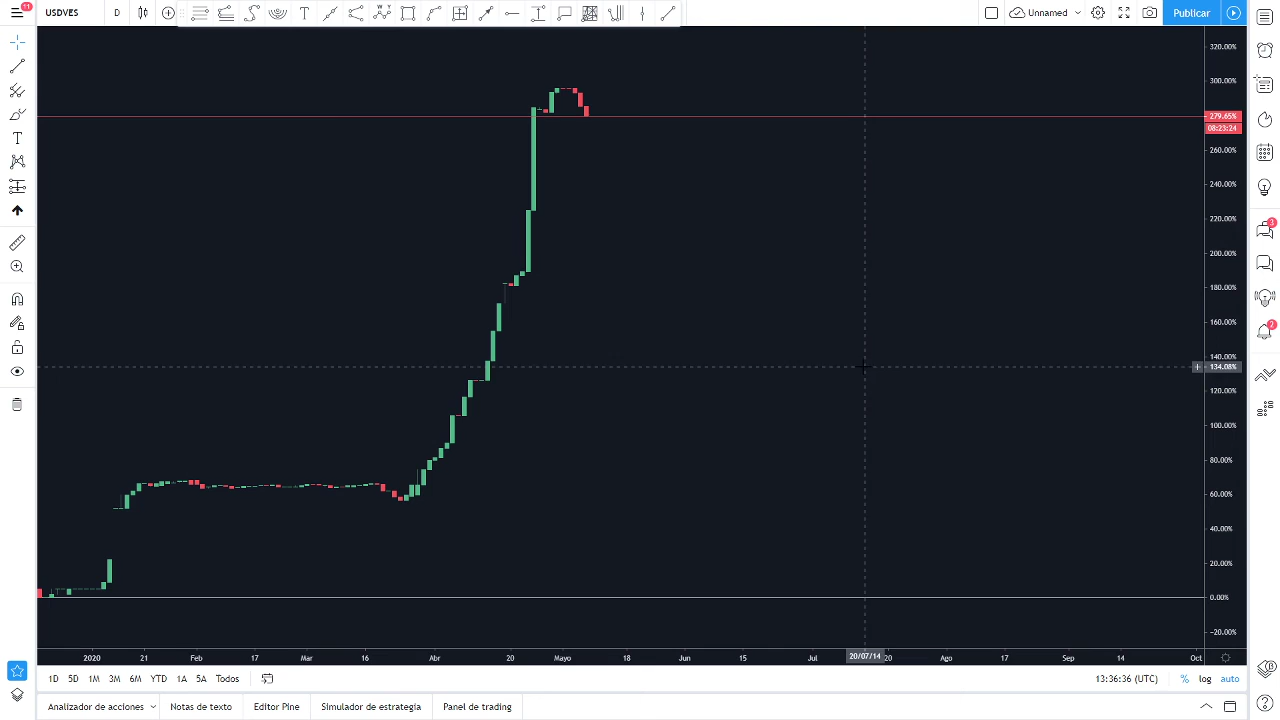 11
USDVES
D
T
W Y
Unnamed
Publicar
320.00%
300.00%
279.65%
08:23:24
260.00%
240.00%
220.00%
200.00%
180.00%
160.00%
140.00%
134.08%
120.00%
100.00%
80.00%
60.00%
40.00%
20.00%
0.00%
−20.00%
T
3
2
2020 21 Feb 17 Mar 16 Abr 20 Mayo 18 Jun 15 Jul 20/07/14 20 Ago 17 Sep 14 Oct
1D 5D 1M 3M 6M YTD 1A 5A Todos
13:36:36 (UTC) % log auto
Analizador de acciones Notas de texto Editor Pine Simulador de estrategia Panel de trading